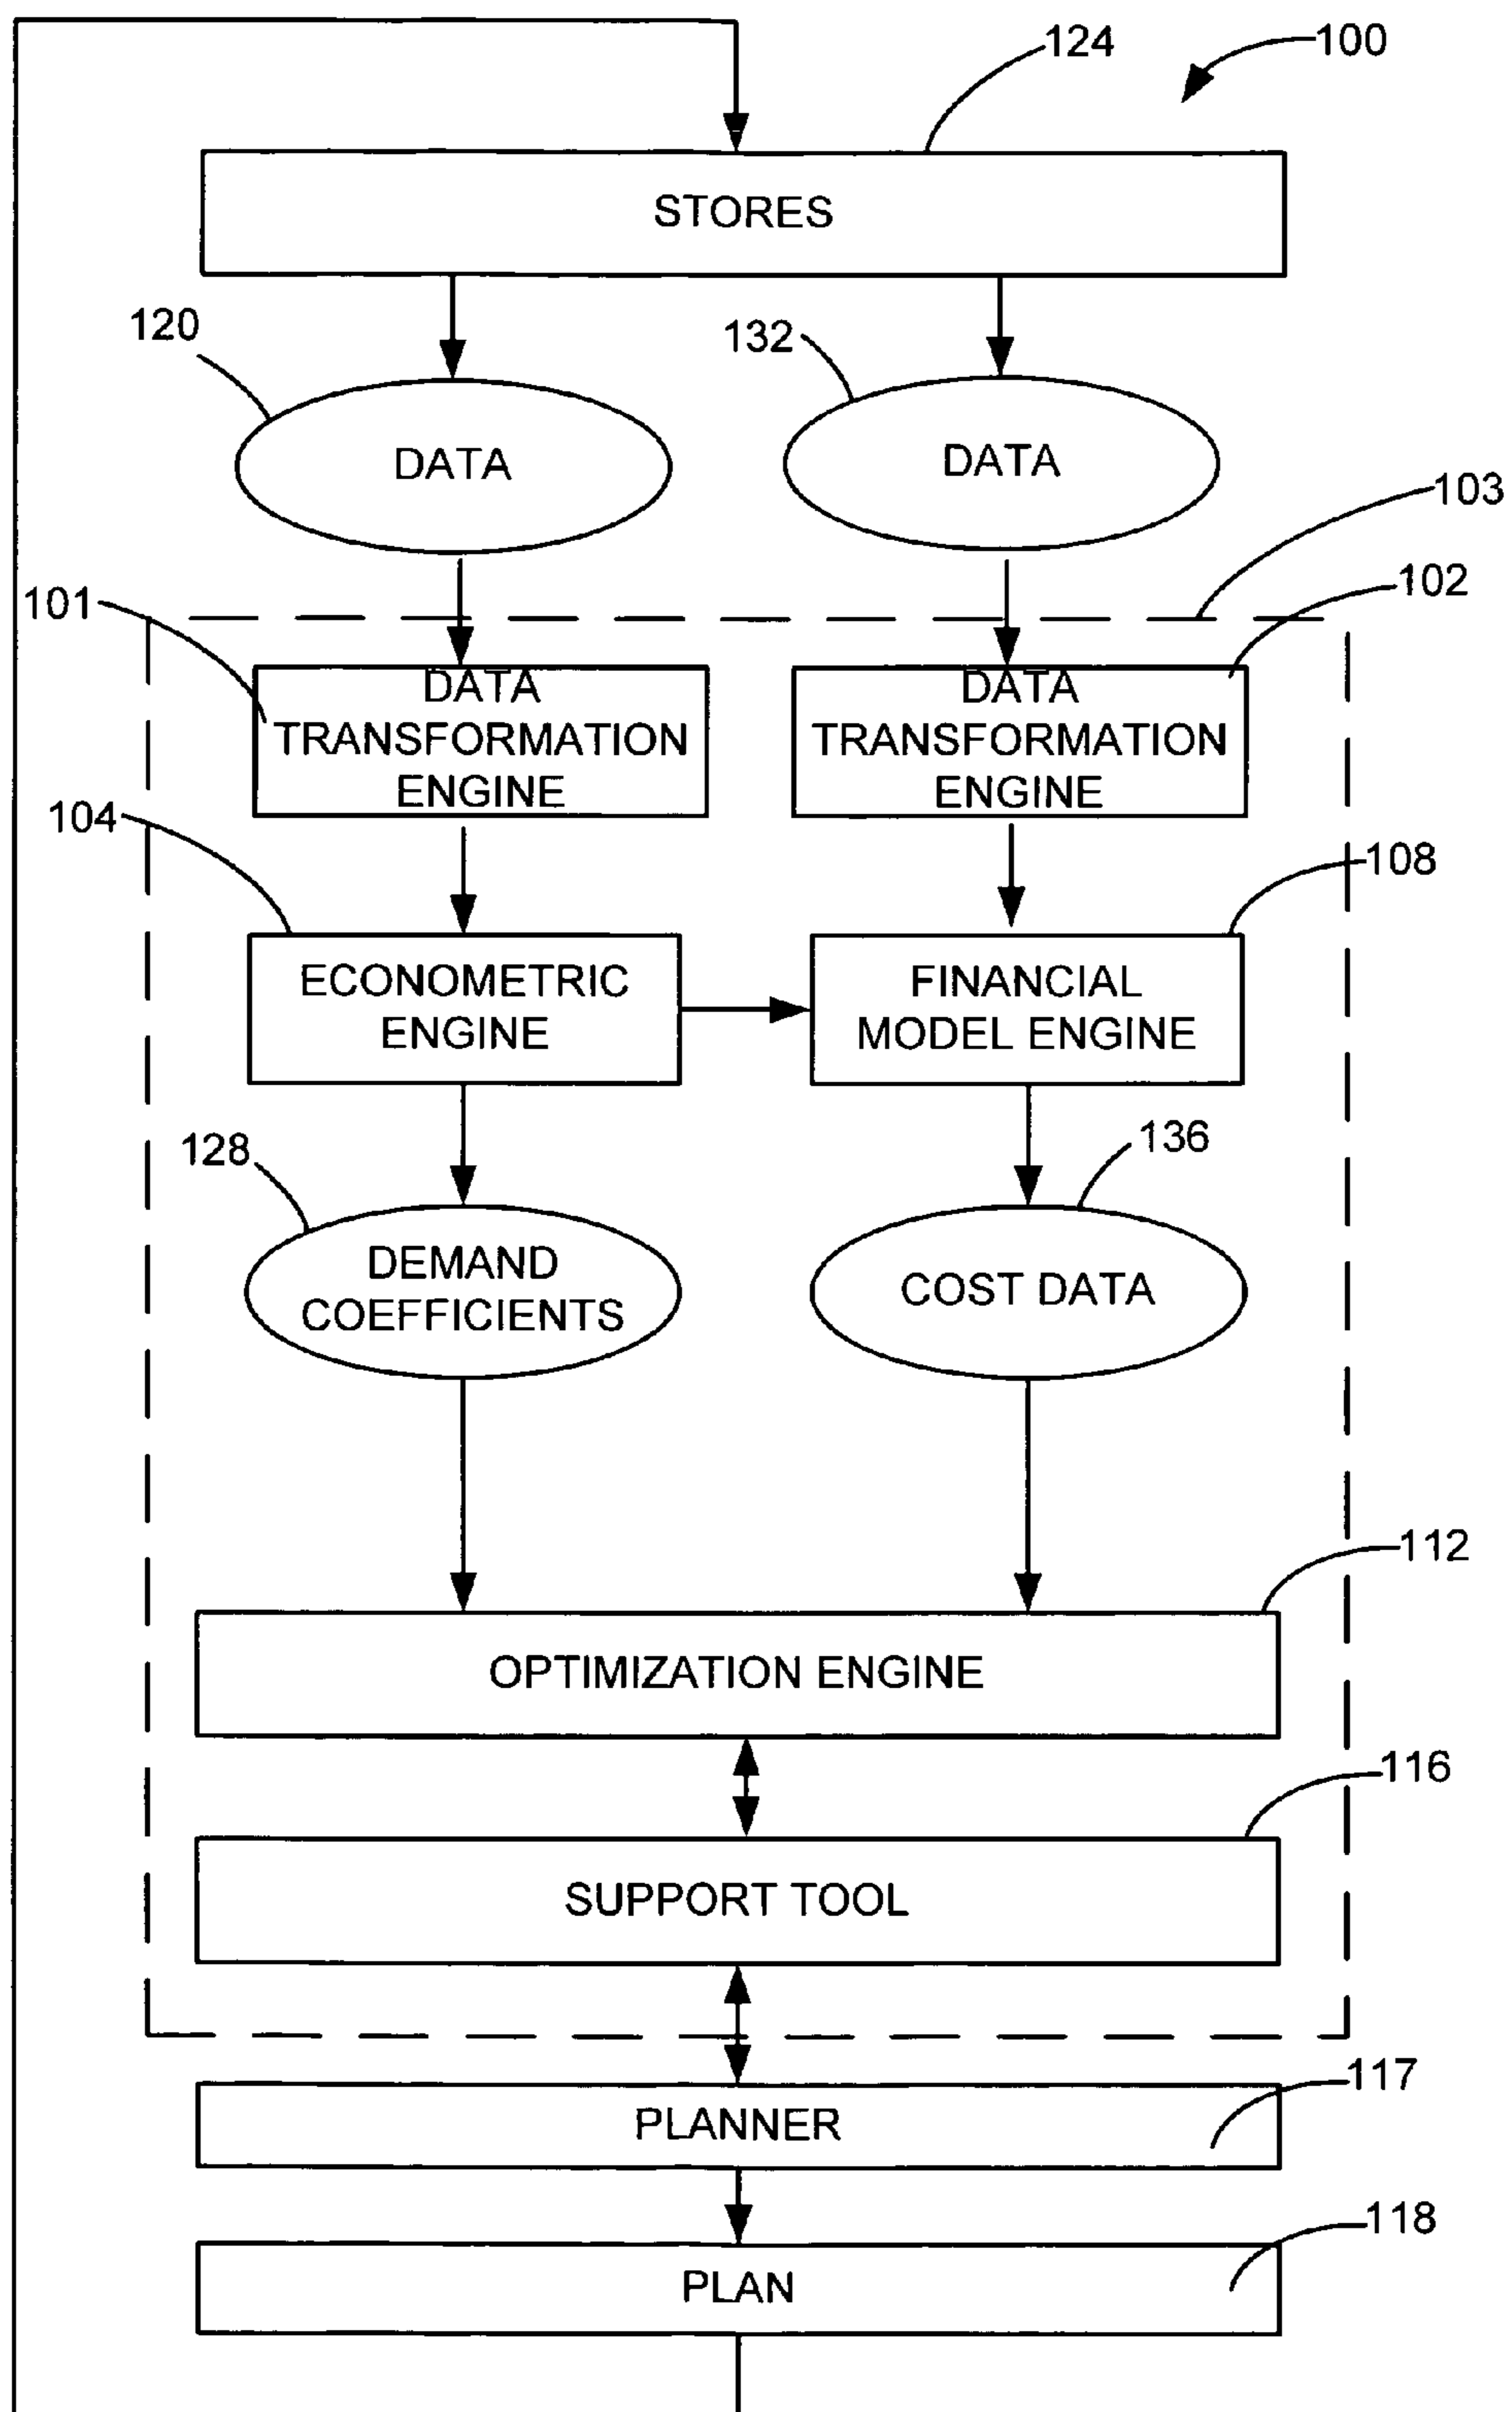 124
100
STORES
120
132
DATA
DATA
103
101
102
DATA
TRANSFORMATION
ENGINE
DATA
TRANSFORMATION
ENGINE
104
108
ECONOMETRIC
ENGINE
FINANCIAL
MODEL ENGINE
128
136
DEMAND
COEFFICIENTS
COST DATA
112
OPTIMIZATION ENGINE
116
SUPPORT TOOL
117
PLANNER
118
PLAN